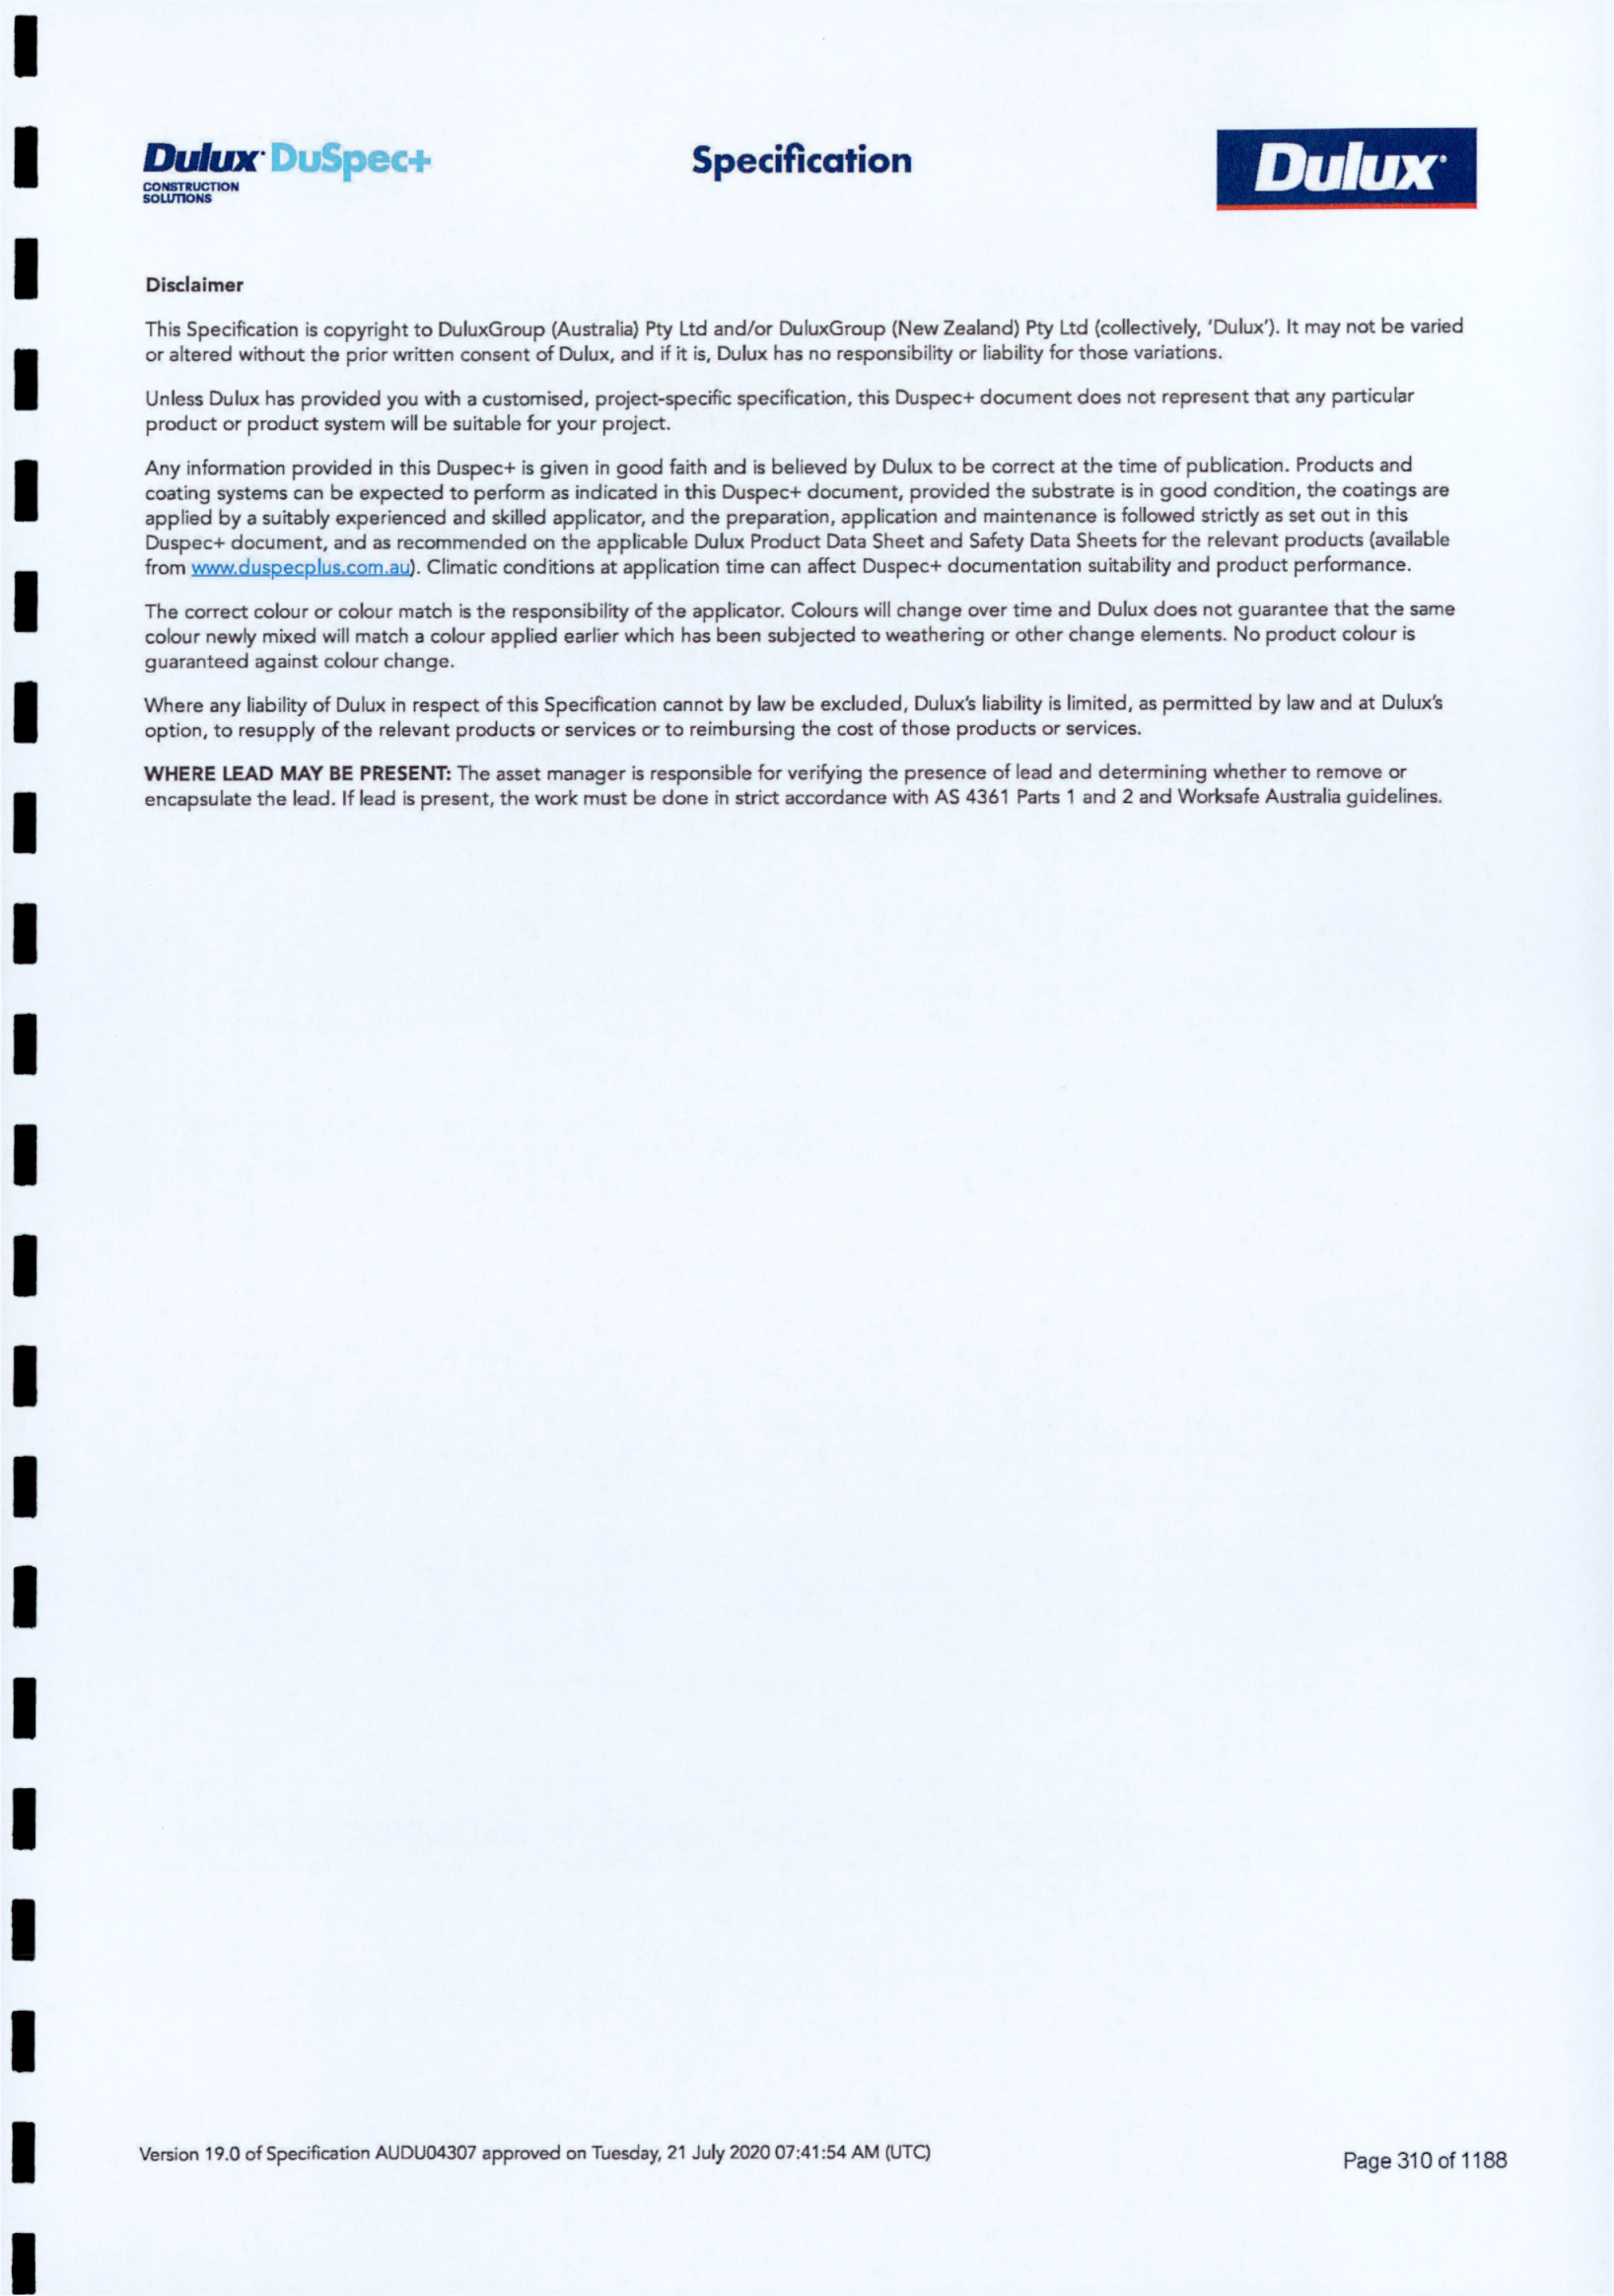 Dulux DuSpec+
CONSTRUCTION
SOLUTIONS
Specification
Dulux
Disclaimer
This Specification is copyright to DuluxGroup (Australia) Pty Ltd and/or DuluxGroup (New Zealand) Pty Ltd (collectively, 'Dulux'). It may not be varied
or altered without the prior written consent of Dulux, and if it is, Dulux has no responsibility or liability for those variations.
Unless Dulux has provided you with a customised, project-specific specification, this Duspec+ document does not represent that any particular
product or product system will be suitable for your project.
Any information provided in this Duspec+ is given in good faith and is believed by Dulux to be correct at the time of publication. Products and
coating systems can be expected to perform as indicated in this Duspec+ document, provided the substrate is in good condition, the coatings are
applied by a suitably experienced and skilled applicator, and the preparation, application and maintenance is followed strictly as set out in this
Duspec+ document, and as recommended on the applicable Dulux Product Data Sheet and Safety Data Sheets for the relevant products (available
from www.duspecplus.com.au). Climatic conditions at application time can affect Duspec+ documentation suitability and product performance.
The correct colour or colour match is the responsibility of the applicator. Colours will change over time and Dulux does not guarantee that the same
colour newly mixed will match a colour applied earlier which has been subjected to weathering or other change elements. No product colour is
guaranteed against colour change.
Where any liability of Dulux in respect of this Specification cannot by law be excluded, Dulux's liability is limited, as permitted by law and at Dulux's
option, to resupply of the relevant products or services or to reimbursing the cost of those products or services.
WHERE LEAD MAY BE PRESENT: The asset manager is responsible for verifying the presence of lead and determining whether to remove or
encapsulate the lead. If lead is present, the work must be done in strict accordance with AS 4361 Parts 1 and 2 and Worksafe Australia guidelines.
Version 19.0 of Specification AUDU04307 approved on Tuesday, 21 July 2020 07:41:54 AM (UTC)
Page 310 of 1188